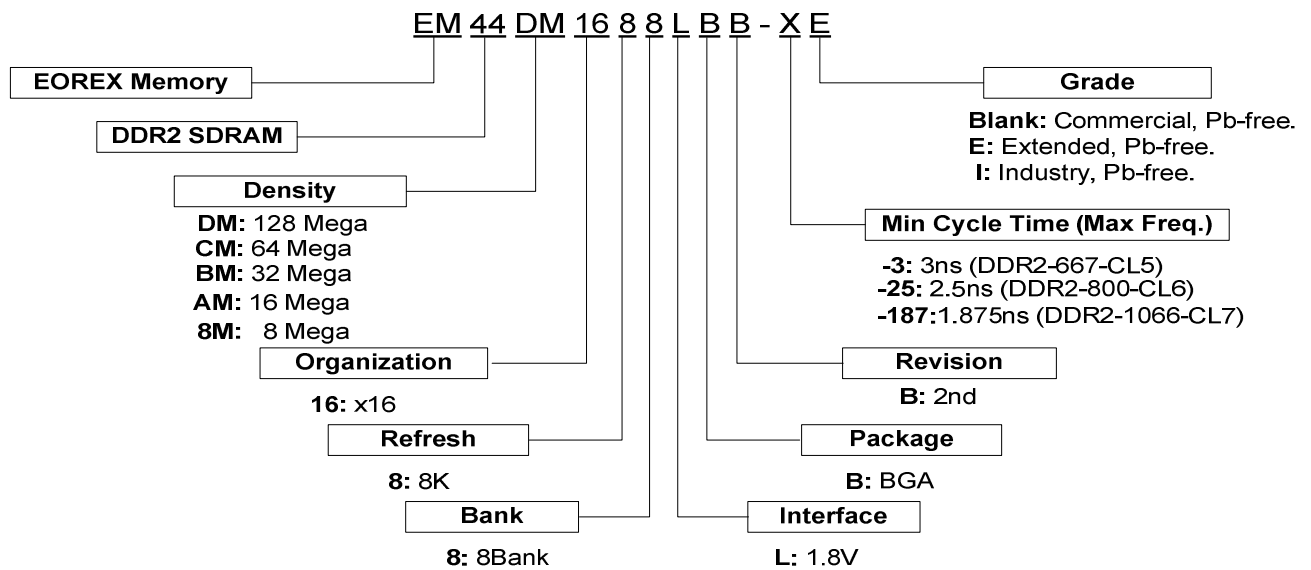 EM 44 DM 16 8 8 L B B - X E
EOREX Memory
DDR2 SDRAM
Density
DM: 128 Mega
CM: 64 Mega
BM: 32 Mega
AM: 16 Mega
8M: 8 Mega
Organization
16: x16
Refresh
8: 8K
Bank
8: 8Bank
Grade
Blank: Commercial, Pb-free.
E: Extended, Pb-free.
I: Industry, Pb-free.
Min Cycle Time (Max Freq.)
-3: 3ns (DDR2-667-CL5)
-25: 2.5ns (DDR2-800-CL6)
-187:1.875ns (DDR2-1066-CL7)
Revision
B: 2nd
Package
B: BGA
Interface
L: 1.8V